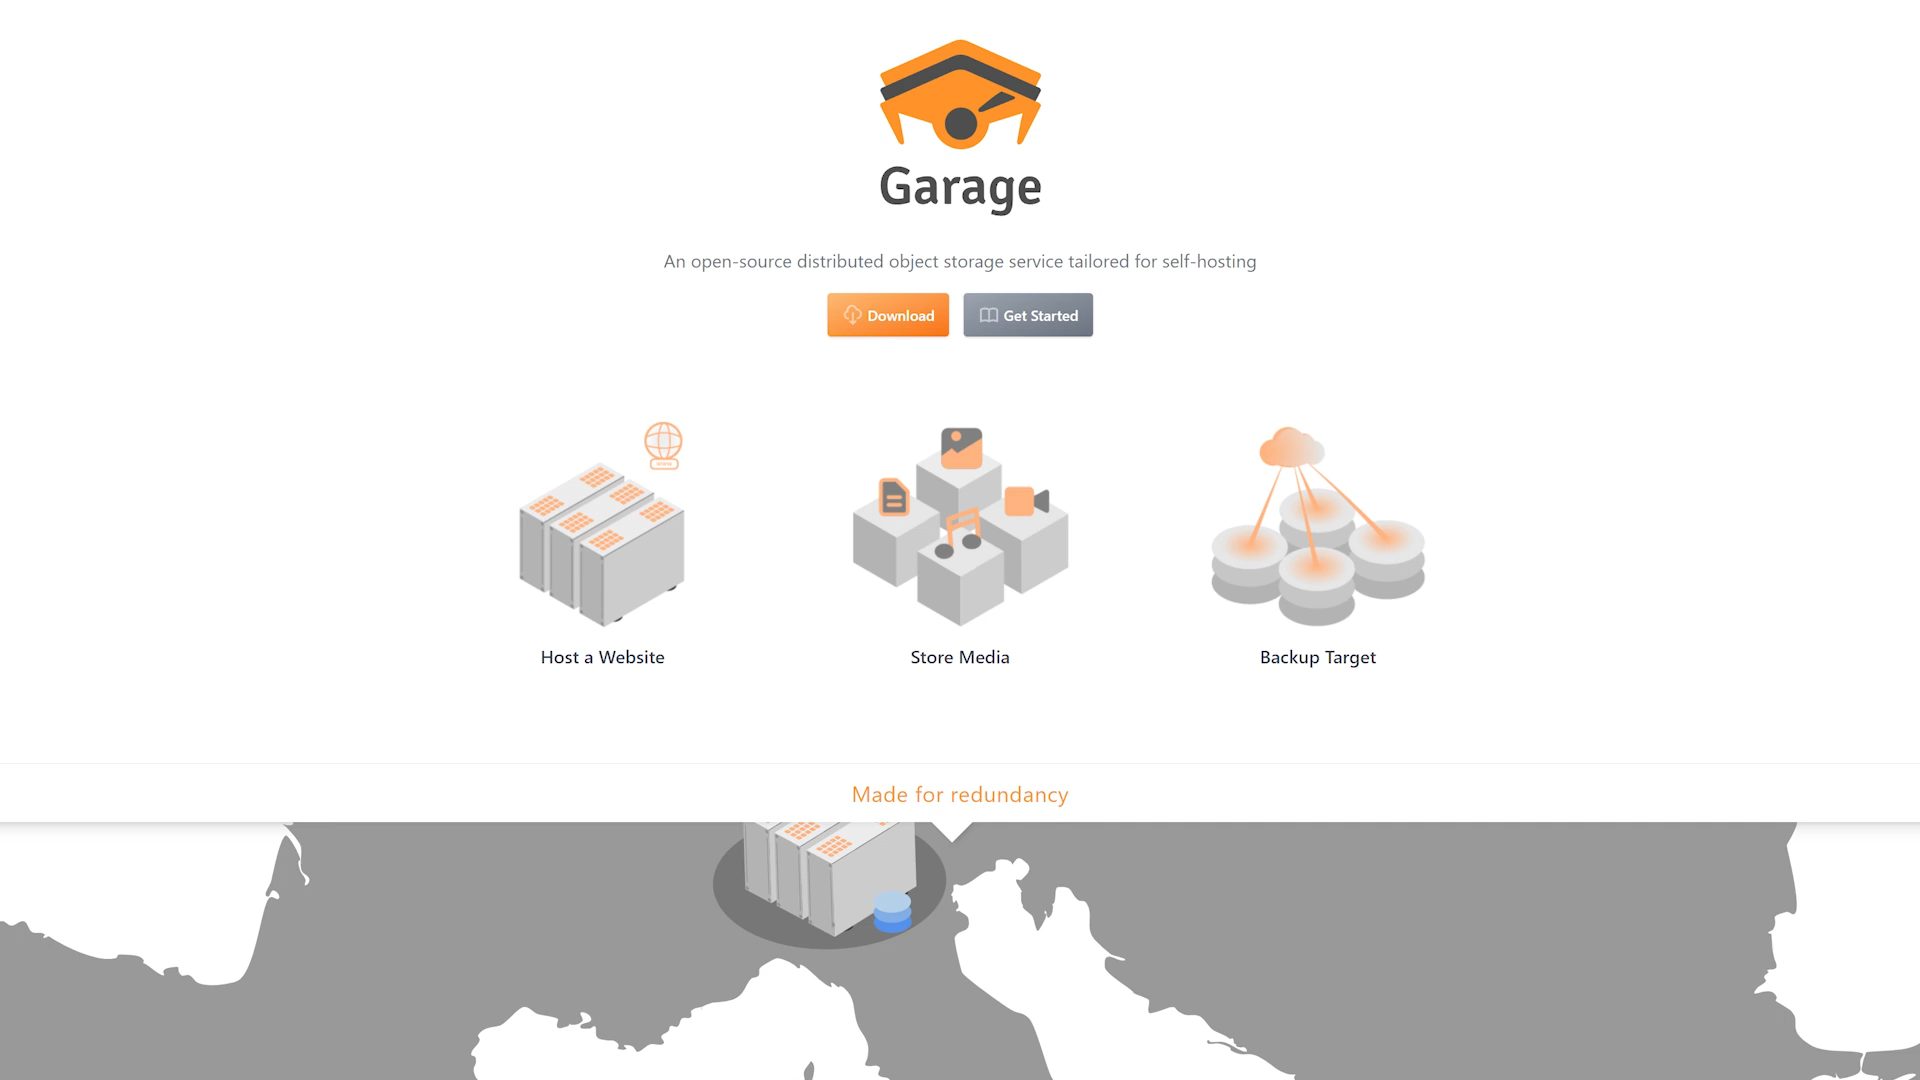 Garage
An open-source distributed object storage service tailored for self-hosting
Download
Get Started
www
Host a Website
Store Media
Backup Target
Made for redundancy